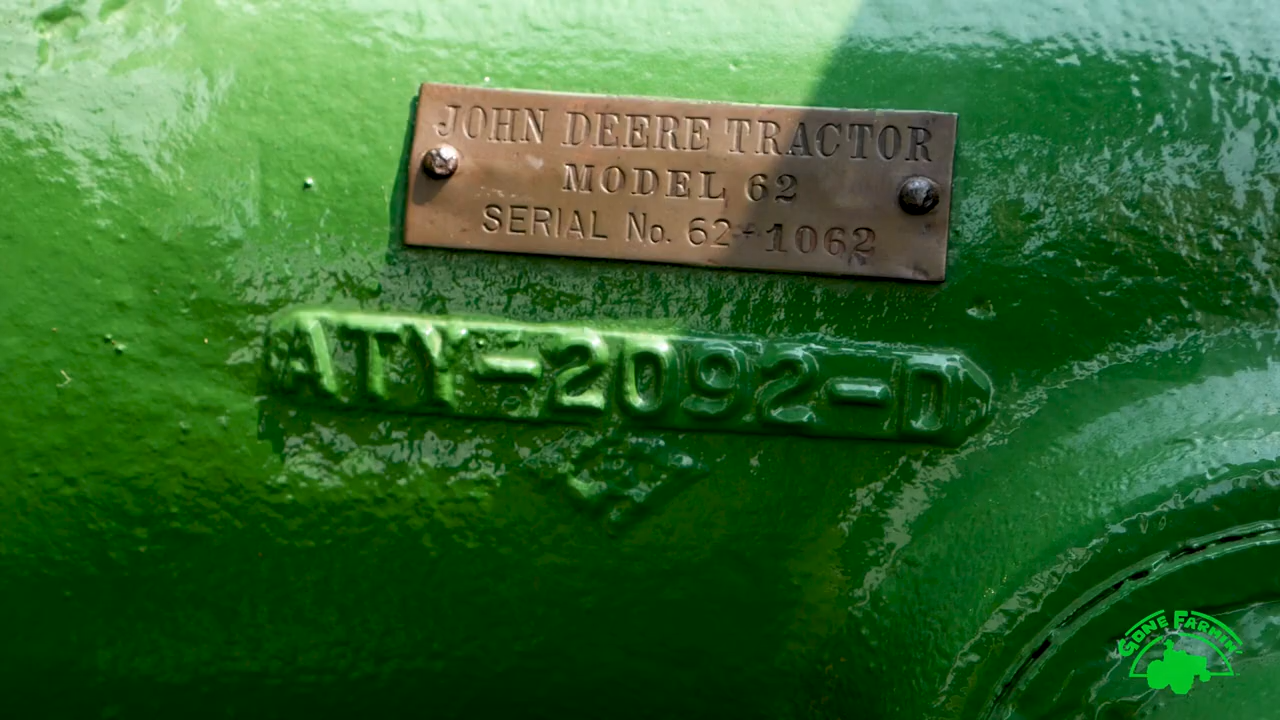 JOHN DEERE TRACTOR
MODEL 62
SERIAL No. 62-1062
ATY-2092-D
GONE FARMIN'